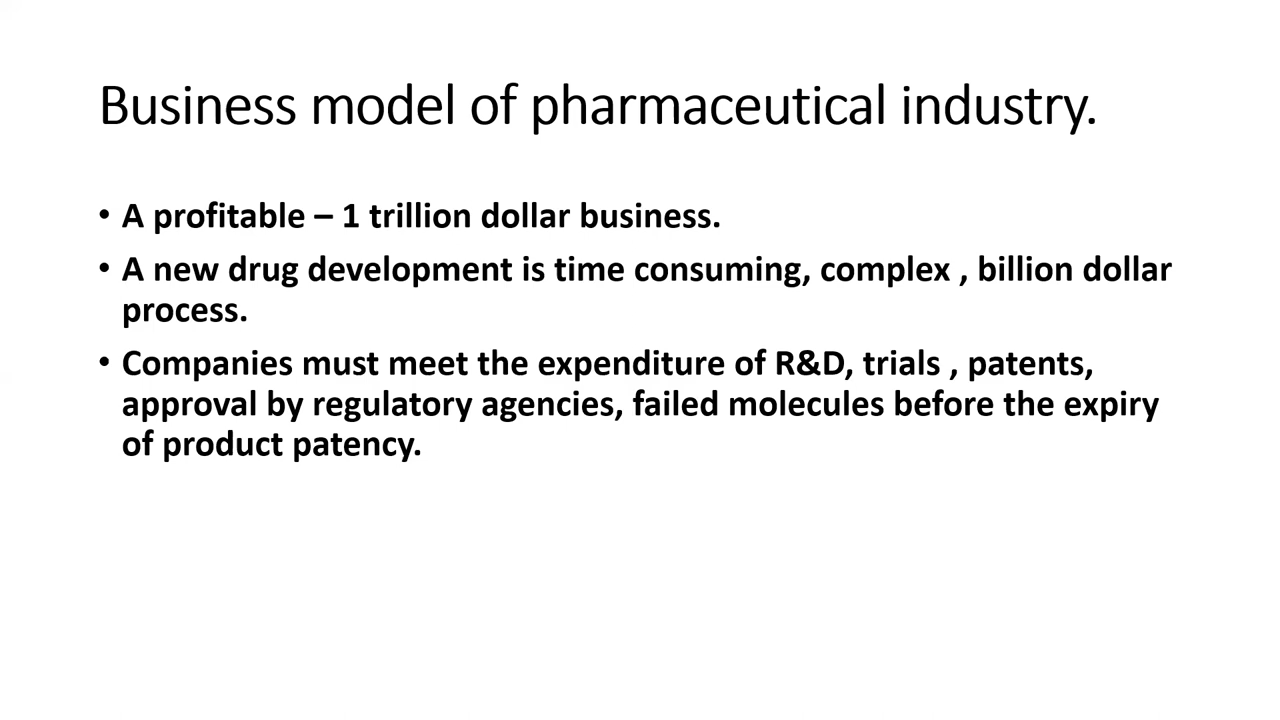 Business model of pharmaceutical industry.
• A profitable – 1 trillion dollar business.
• A new drug development is time consuming, complex , billion dollar
process.
• Companies must meet the expenditure of R&D, trials , patents,
approval by regulatory agencies, failed molecules before the expiry
of product patency.